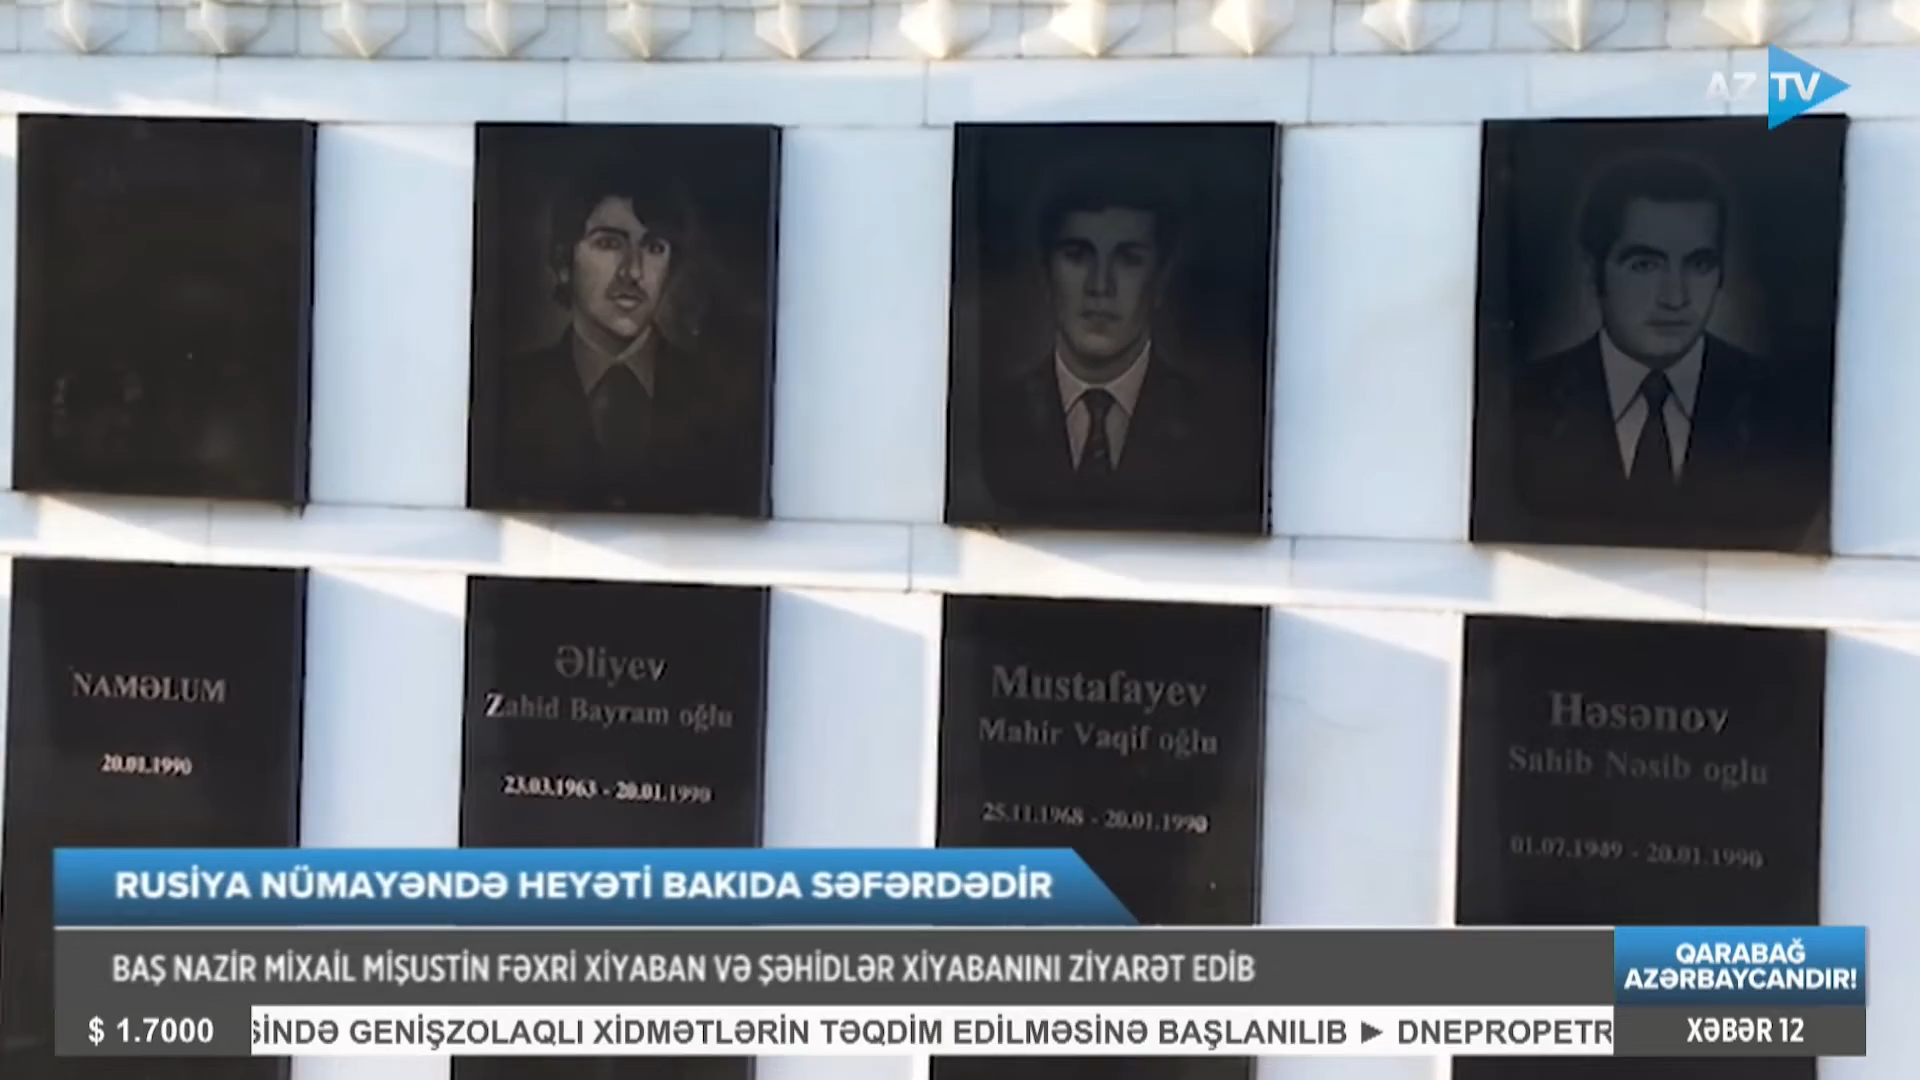 AZTV
NAMƏLUM
20.01.1990
Əliyev
Zahid Bayram oğlu
23.03.1963 - 20.01.1990
Mustafayev
Mahir Vaqif oğlu
25.11.1968 - 20.01.1990
Həsənov
Sahib Nəsib oglu
01.07.1949 - 20.01.1990
RUSİYA NÜMAYƏNDƏ HEYƏTİ BAKIDA SƏFƏRDƏDİR
BAŞ NAZİR MİXAİL MİŞUSTİN FƏXRİ XİYABAN VƏ ŞƏHİDLƏR XİYABANINI ZİYARƏT EDİB
QARABAĞ
AZƏRBAYCANDIR!
$ 1.7000
SİNDƏ GENİŞZOLAQLI XİDMƏTLƏRİN TƏQDİM EDİLMƏSİNƏ BAŞLANILIB ► DNEPROPETR
XƏBƏR 12